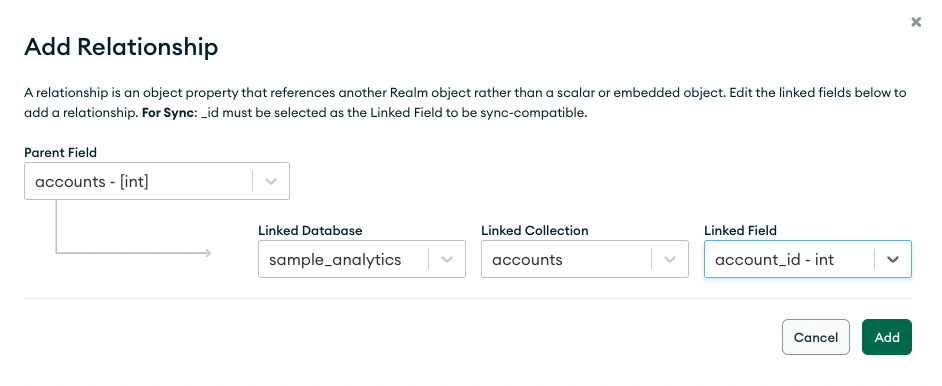 Add Relationship
A relationship is an object property that references another Realm object rather than a scalar or embedded object. Edit the linked fields below to
add a relationship. For Sync: _id must be selected as the Linked Field to be sync-compatible.
Parent Field
accounts - [int]
Linked Database
Linked Collection
Linked Field
sample_analytics
accounts
account_id - int
Cancel
Add